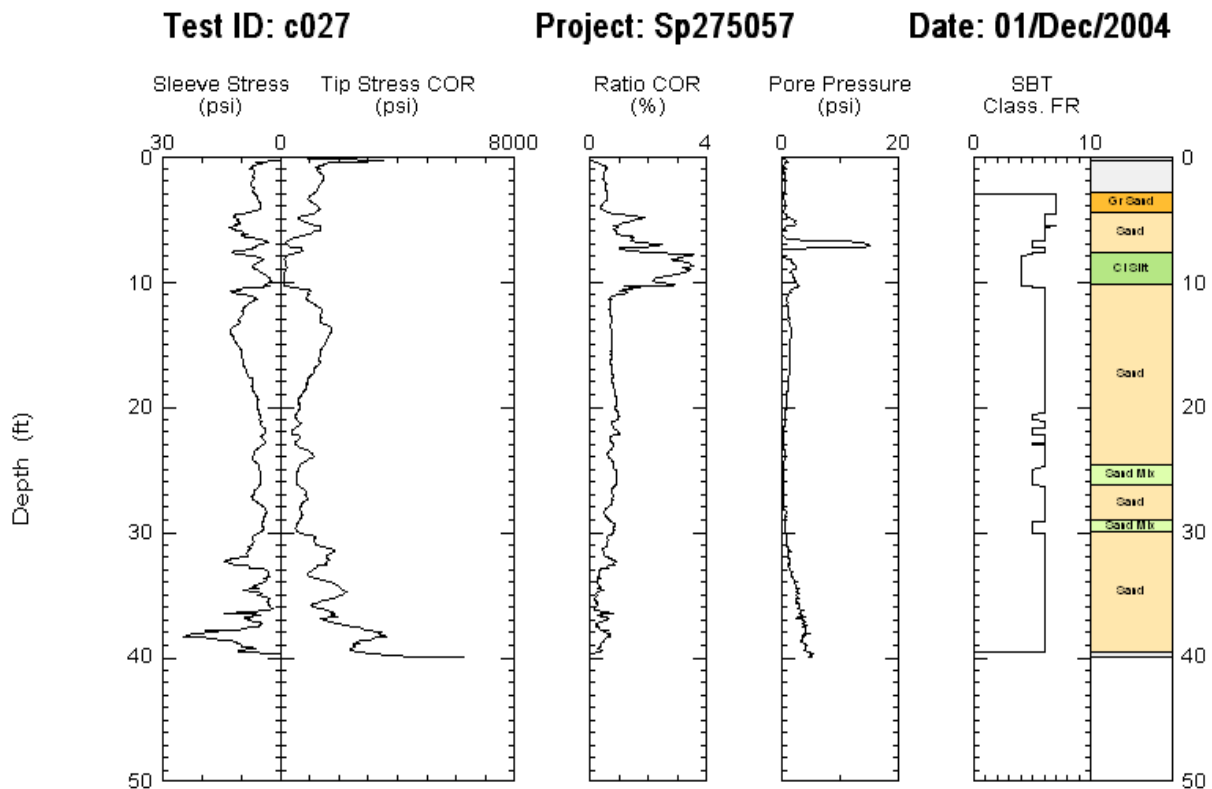 Test ID: c027 Project: Sp275057 Date: 01/Dec/2004
Sleeve Stress Tip Stress COR Ratio COR Pore Pressure SBT
(psi) (psi) (%) (psi) Class. FR
30 0 8000 0 4 0 20 0 10
0 0
Gr Sand
Sand
Cl Silt
10 10
Sand
20 20
Sand Mix
Sand
Sand Mix
30 30
Sand
40 40
50 50
Depth (ft)